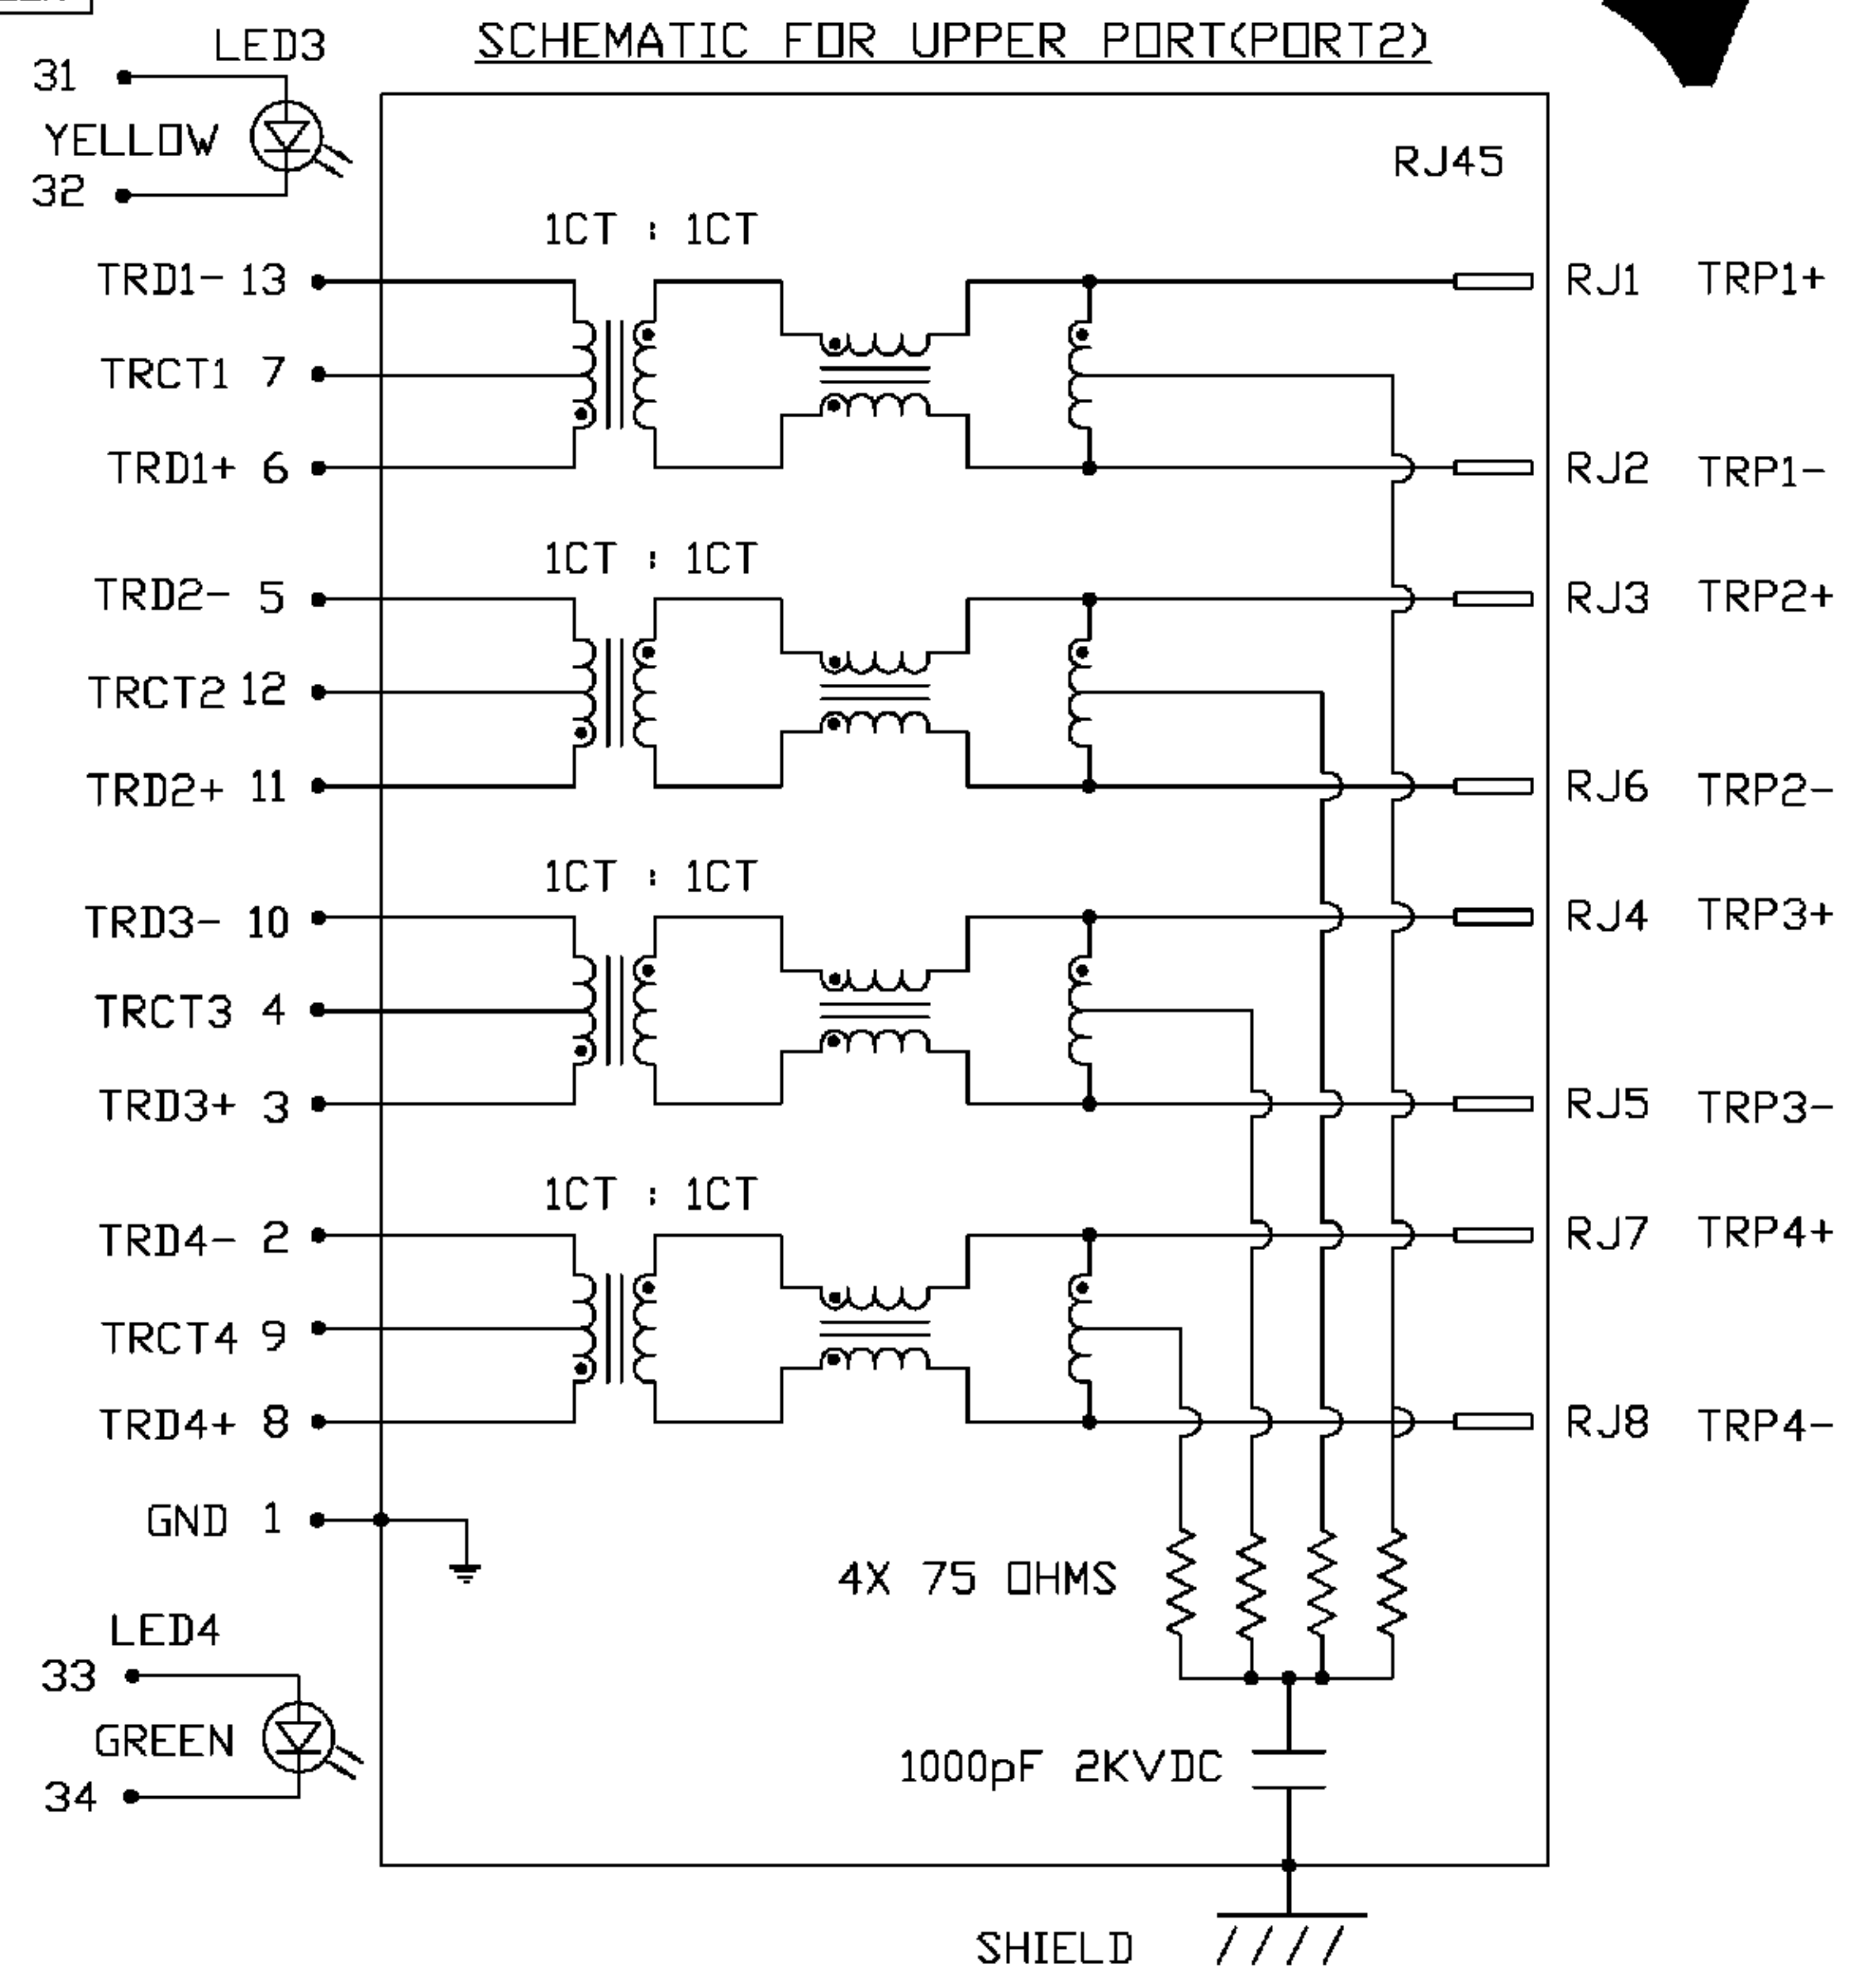 SCHEMATIC FOR UPPER PORT(PORT2)
LED3
31
YELLOW
32
RJ45
1CT : 1CT
TRD1- 13
RJ1 TRP1+
TRCT1 7
TRD1+ 6
RJ2 TRP1-
1CT : 1CT
TRD2- 5
RJ3 TRP2+
TRCT2 12
TRD2+ 11
RJ6 TRP2-
1CT : 1CT
TRD3- 10
RJ4 TRP3+
TRCT3 4
TRD3+ 3
RJ5 TRP3-
1CT : 1CT
TRD4- 2
RJ7 TRP4+
TRCT4 9
TRD4+ 8
RJ8 TRP4-
GND 1
4X 75 OHMS
LED4
33
GREEN
34
1000pF 2KVDC
SHIELD